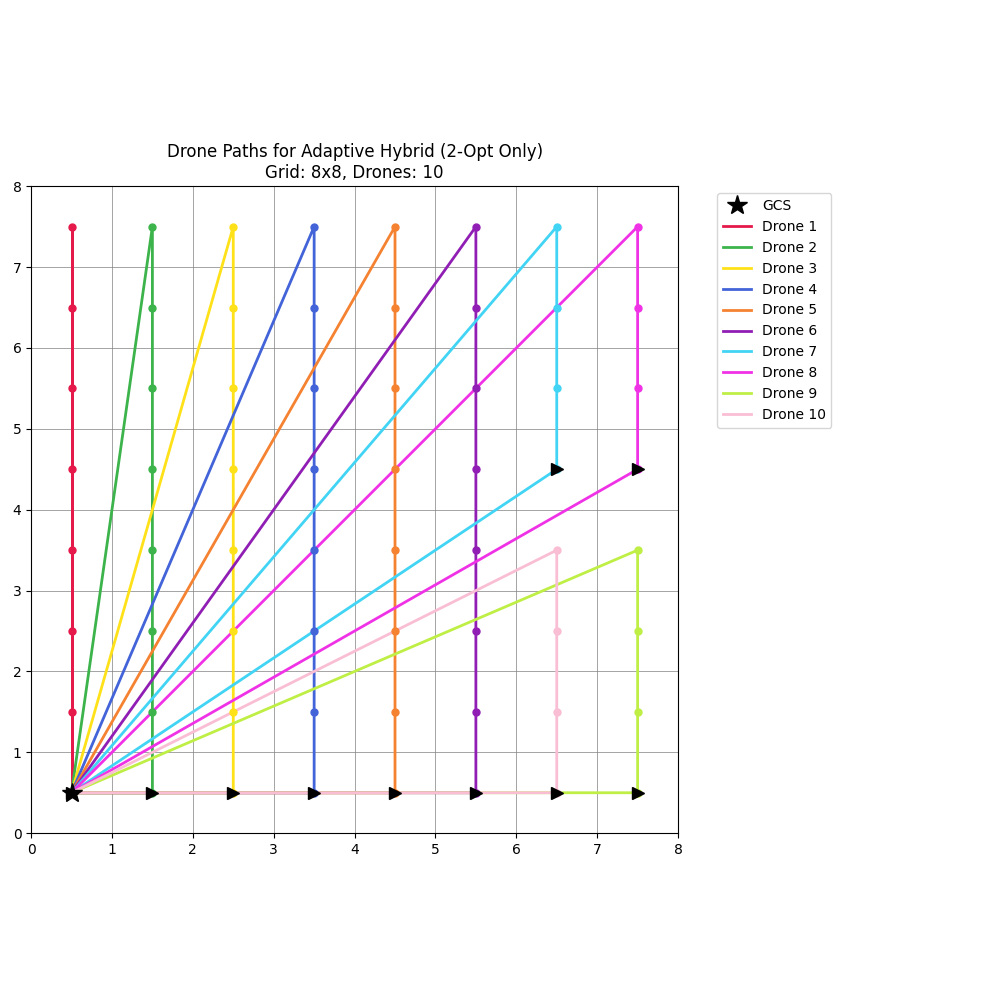 Drone Paths for Adaptive Hybrid (2-Opt Only)
Grid: 8x8, Drones: 10
8
7
6
5
4
3
2
1
0
0 1 2 3 4 5 6 7 8
GCS
Drone 1
Drone 2
Drone 3
Drone 4
Drone 5
Drone 6
Drone 7
Drone 8
Drone 9
Drone 10